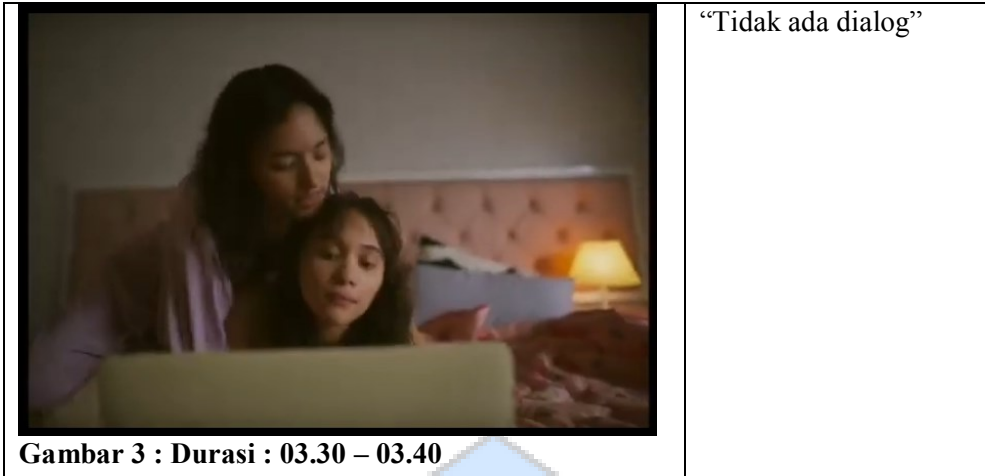 “Tidak ada dialog”
Gambar 3 : Durasi : 03.30 – 03.40